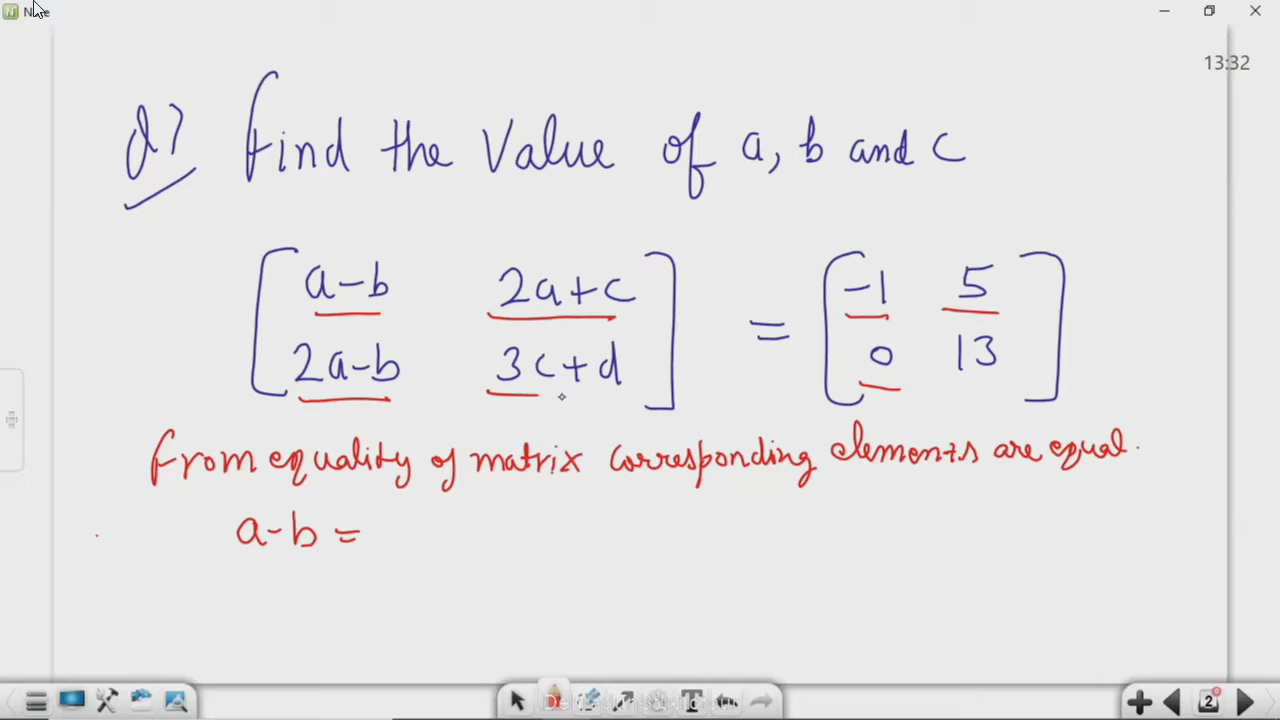 13:32
Q? Find the Value of a, b and c
[a-b 2a+c] = [-1 5]
[2a-b 3c+d] [0 13]
From equality of matrix corresponding elements are equal.
a-b =
2